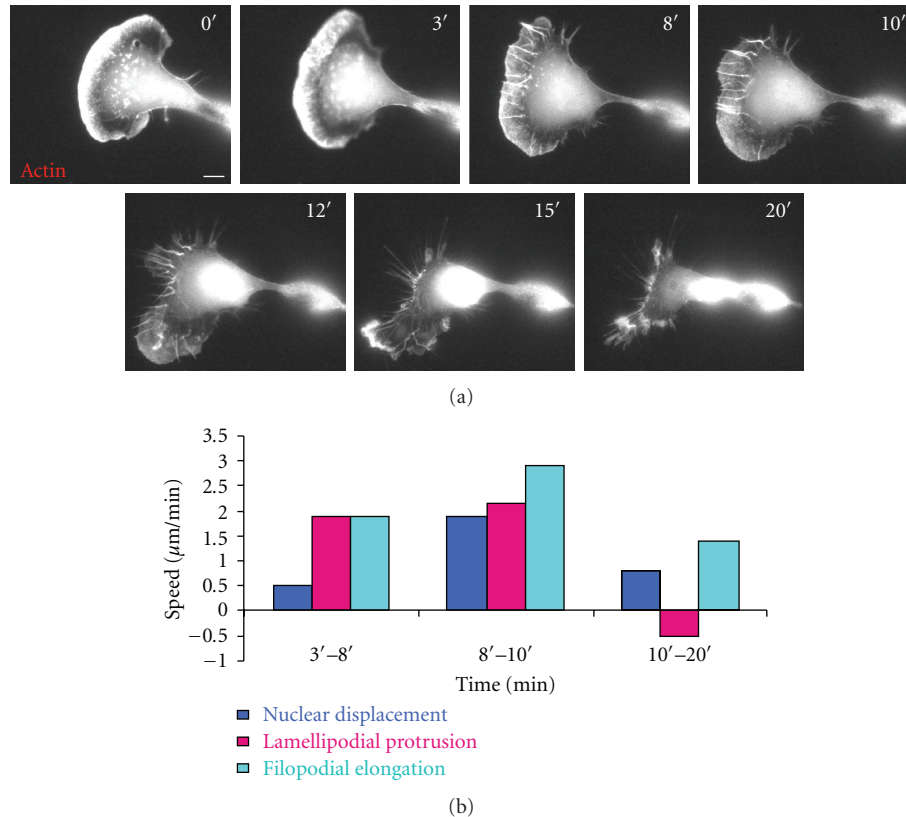 0′ 3′ 8′ 10′
Actin
12′ 15′ 20′
(a)
3.5
3
2.5
2
1.5
1
0.5
0
−0.5
−1
Speed (μm/min)
3′–8′ 8′–10′ 10′–20′
Time (min)
Nuclear displacement
Lamellipodial protrusion
Filopodial elongation
(b)